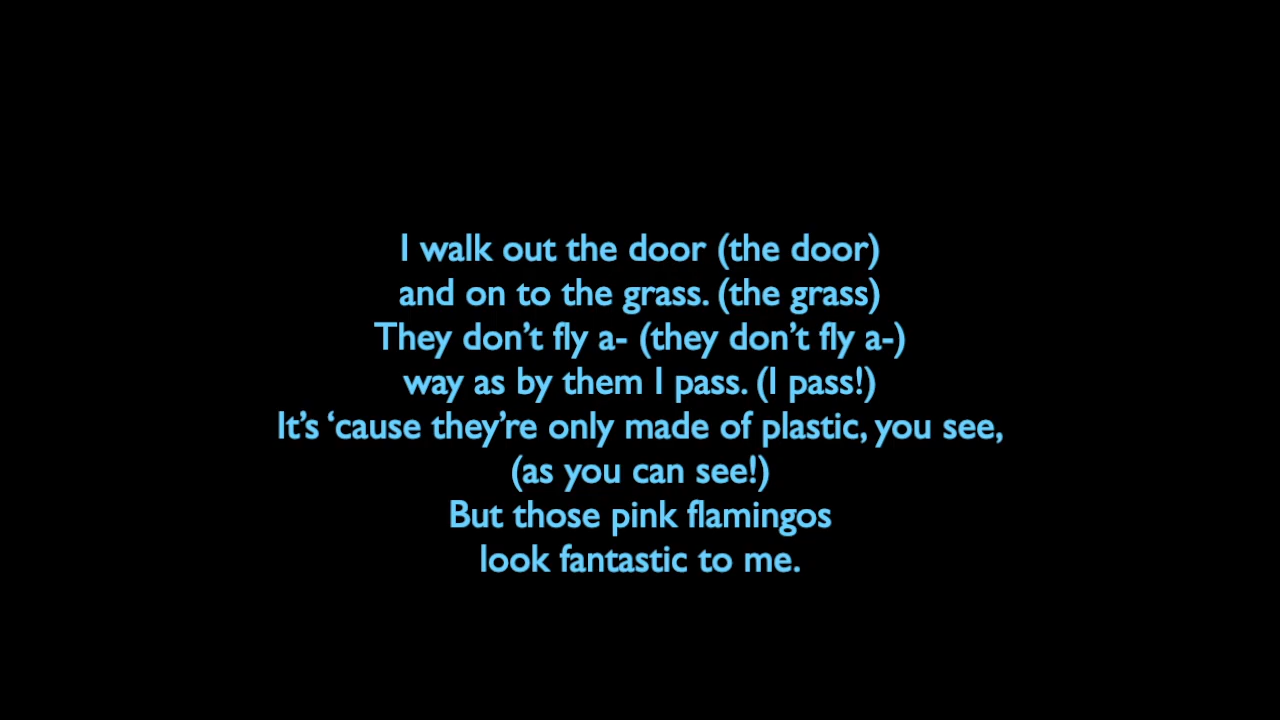 I walk out the door (the door)
and on to the grass. (the grass)
They don’t fly a- (they don’t fly a-)
way as by them I pass. (I pass!)
It’s ‘cause they’re only made of plastic, you see,
(as you can see!)
But those pink flamingos
look fantastic to me.